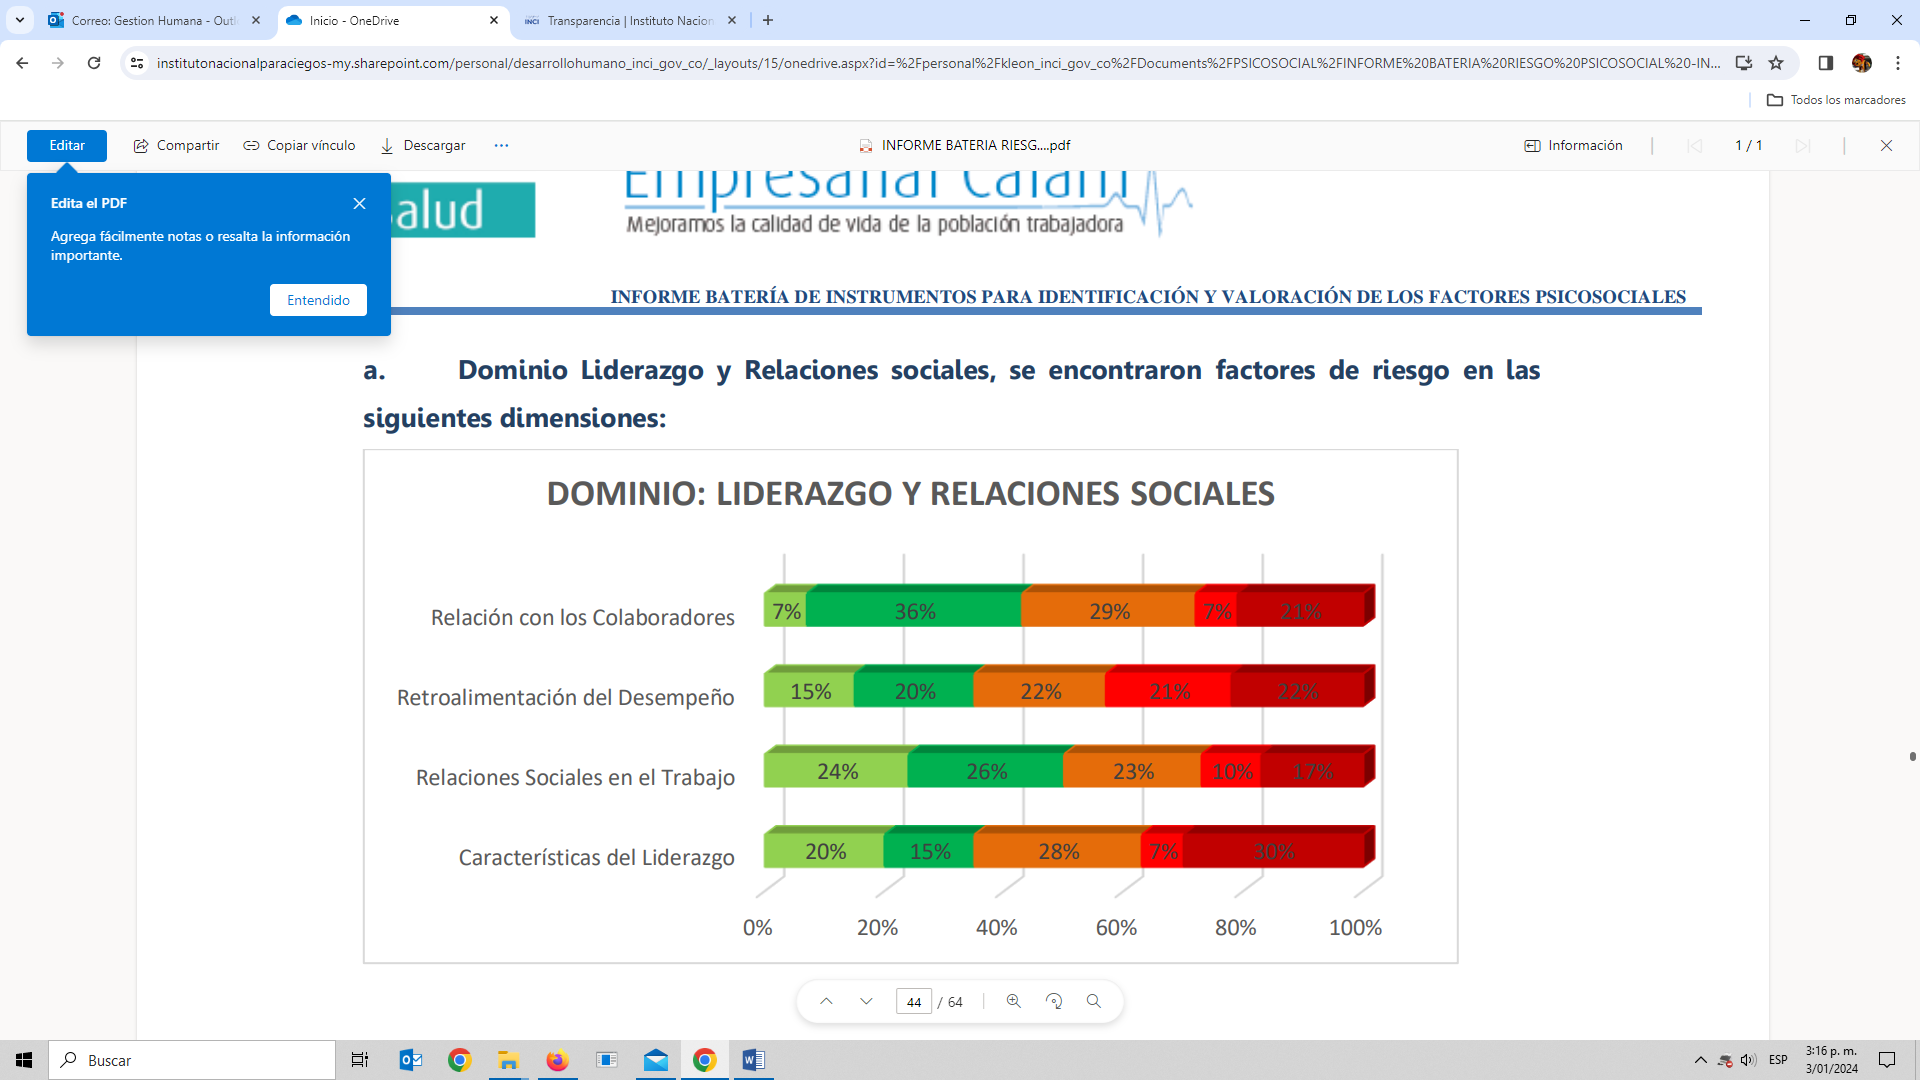 Correo: Gestion Humana - Outl
Inicio - OneDrive
INCI Transparencia | Instituto Nacion
institutonacionalparaciegos-my.sharepoint.com/personal/desarrollohumano_inci_gov_co/_layouts/15/onedrive.aspx?id=%2Fpersonal%2Fkleon_inci_gov_co%2FDocuments%2FPSICOSOCIAL%2FINFORME%20BATERIA%20RIESGO%20PSICOSOCIAL%20-IN...
Todos los marcadores
Editar Compartir Copiar vínculo Descargar ... INFORME BATERIA RIESG....pdf Información 1 / 1
Edita el PDF
Agrega fácilmente notas o resalta la información
importante.
Entendido
alud
Mejoramos la calidad de vida de la población trabajadora
INFORME BATERÍA DE INSTRUMENTOS PARA IDENTIFICACIÓN Y VALORACIÓN DE LOS FACTORES PSICOSOCIALES
a. Dominio Liderazgo y Relaciones sociales, se encontraron factores de riesgo en las
siguientes dimensiones:
DOMINIO: LIDERAZGO Y RELACIONES SOCIALES
Relación con los Colaboradores 7% 36% 29% 7% 21%
Retroalimentación del Desempeño 15% 20% 22% 21% 22%
Relaciones Sociales en el Trabajo 24% 26% 23% 10% 17%
Características del Liderazgo 20% 15% 28% 7% 30%
0% 20% 40% 60% 80% 100%
44 / 64
Buscar
ESP
3:16 p. m.
3/01/2024